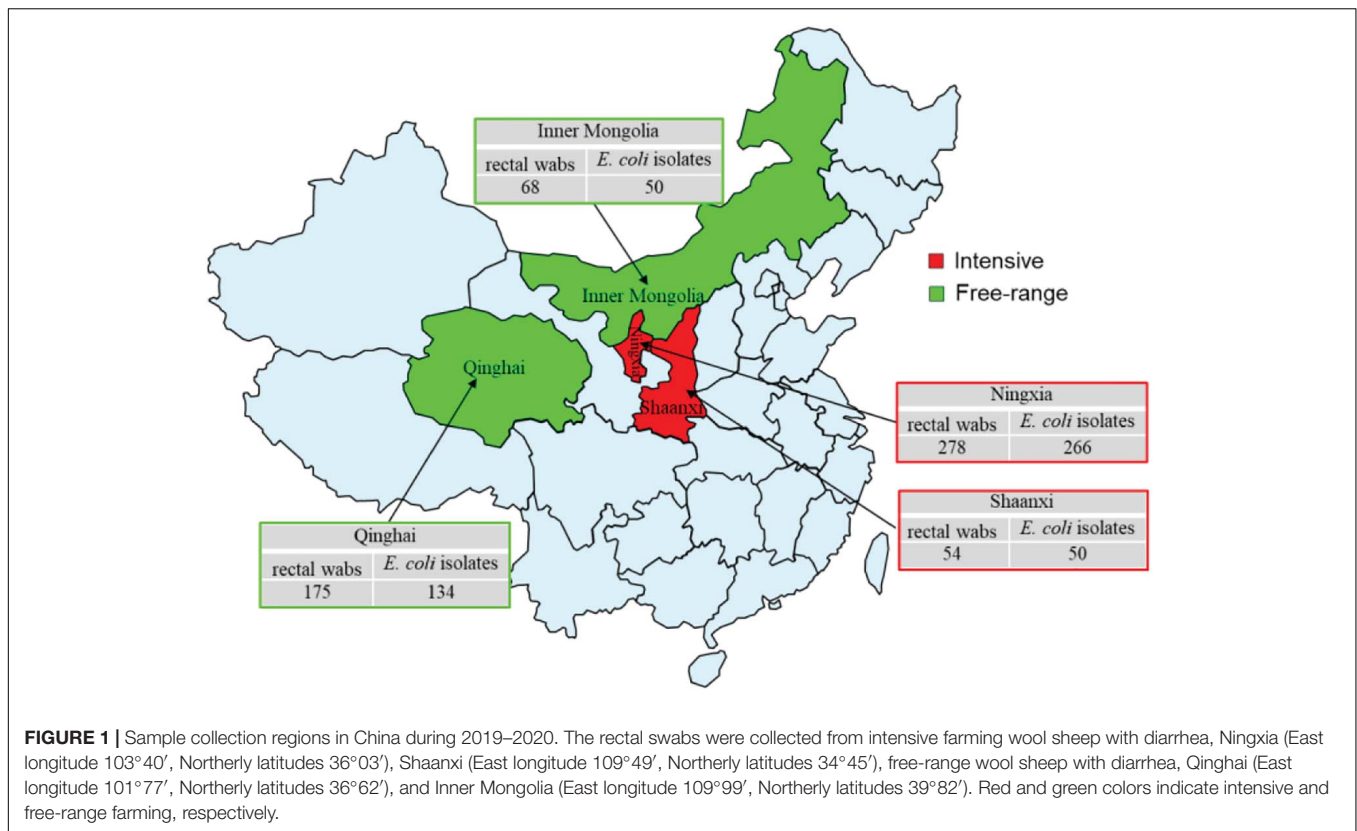 Inner Mongolia
rectal wabs E. coli isolates
68 50
Intensive
Free-range
Inner Mongolia
Ningxia
Qinghai
Shaanxi
Ningxia
rectal wabs E. coli isolates
278 266
Shaanxi
rectal wabs E. coli isolates
54 50
Qinghai
rectal wabs E. coli isolates
175 134
FIGURE 1 | Sample collection regions in China during 2019–2020. The rectal swabs were collected from intensive farming wool sheep with diarrhea, Ningxia (East
longitude 103°40′, Northerly latitudes 36°03′), Shaanxi (East longitude 109°49′, Northerly latitudes 34°45′), free-range wool sheep with diarrhea, Qinghai (East
longitude 101°77′, Northerly latitudes 36°62′), and Inner Mongolia (East longitude 109°99′, Northerly latitudes 39°82′). Red and green colors indicate intensive and
free-range farming, respectively.